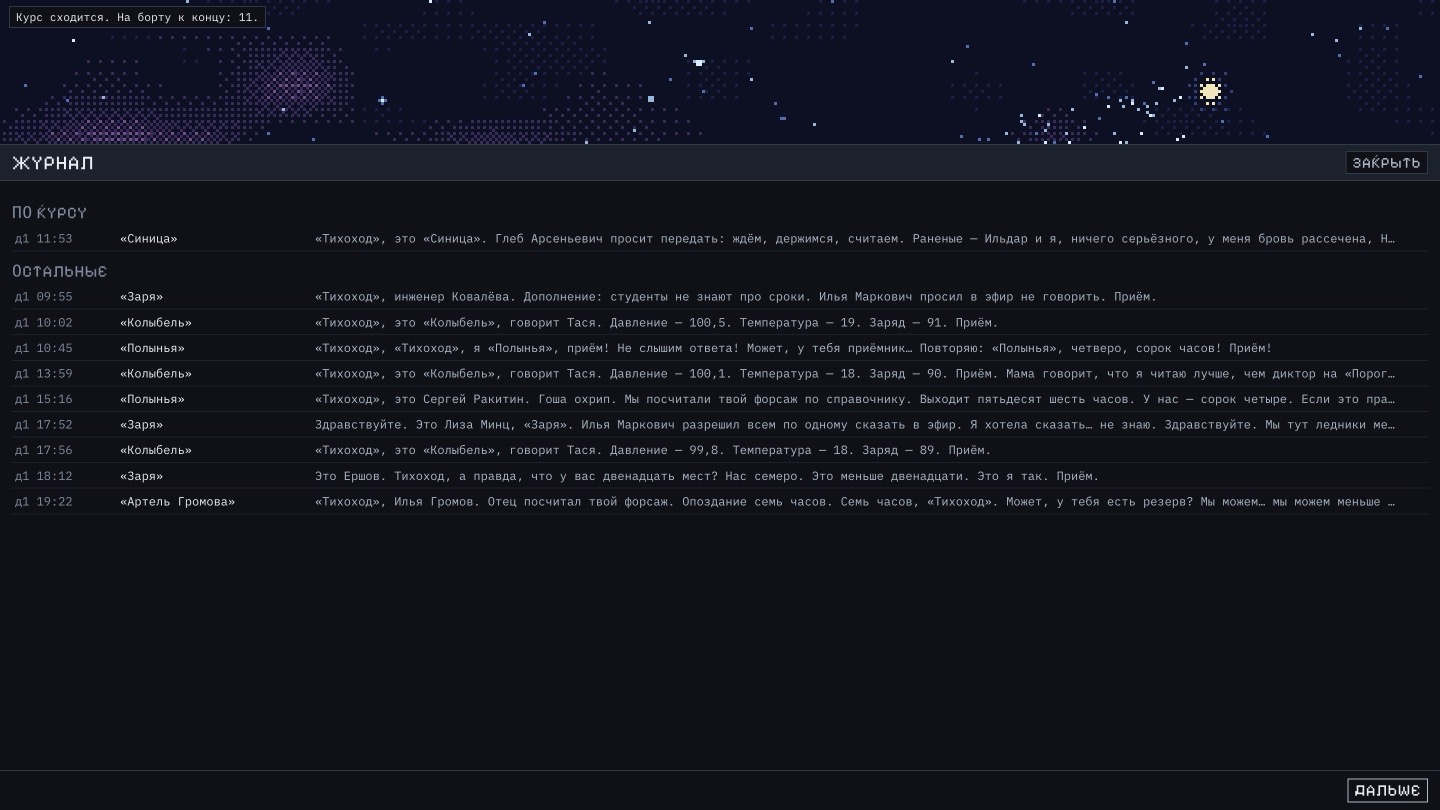 Курс сходится. На борту к концу: 11.
ЖУРНАЛ
ЗАКРЫТЬ
ПО КУРСУ
д1 11:53 «Синица» «Тихоход», это «Синица». Глеб Арсеньевич просит передать: ждём, держимся, считаем. Раненые — Ильдар и я, ничего серьёзного, у меня бровь рассечена, Н…
ОСТАЛЬНЫЕ
д1 09:55 «Заря» «Тихоход», инженер Ковалёва. Дополнение: студенты не знают про сроки. Илья Маркович просил в эфир не говорить. Приём.
д1 10:02 «Колыбель» «Тихоход», это «Колыбель», говорит Тася. Давление — 100,5. Температура — 19. Заряд — 91. Приём.
д1 10:45 «Полынья» «Тихоход», «Тихоход», я «Полынья», приём! Не слышим ответа! Может, у тебя приёмник… Повторяю: «Полынья», четверо, сорок часов! Приём!
д1 13:59 «Колыбель» «Тихоход», это «Колыбель», говорит Тася. Давление — 100,1. Температура — 18. Заряд — 90. Приём. Мама говорит, что я читаю лучше, чем диктор на «Порог…
д1 15:16 «Полынья» «Тихоход», это Сергей Ракитин. Гоша охрип. Мы посчитали твой форсаж по справочнику. Выходит пятьдесят шесть часов. У нас — сорок четыре. Если это пра…
д1 17:52 «Заря» Здравствуйте. Это Лиза Минц, «Заря». Илья Маркович разрешил всем по одному сказать в эфир. Я хотела сказать… не знаю. Здравствуйте. Мы тут ледники ме…
д1 17:56 «Колыбель» «Тихоход», это «Колыбель», говорит Тася. Давление — 99,8. Температура — 18. Заряд — 89. Приём.
д1 18:12 «Заря» Это Ершов. Тихоход, а правда, что у вас двенадцать мест? Нас семеро. Это меньше двенадцати. Это я так. Приём.
д1 19:22 «Артель Громова» «Тихоход», Илья Громов. Отец посчитал твой форсаж. Опоздание семь часов. Семь часов, «Тихоход». Может, у тебя есть резерв? Мы можем… мы можем меньше …
ДАЛЬШЕ